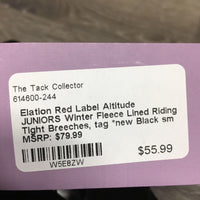 The Tack Collector
614600-244
Elation Red Label Altitude
JUNIORS Winter Fleece Lined Riding
Tight Breeches, tag *new Black sm
MSRP: $79.99
$55.99
W5E8ZW